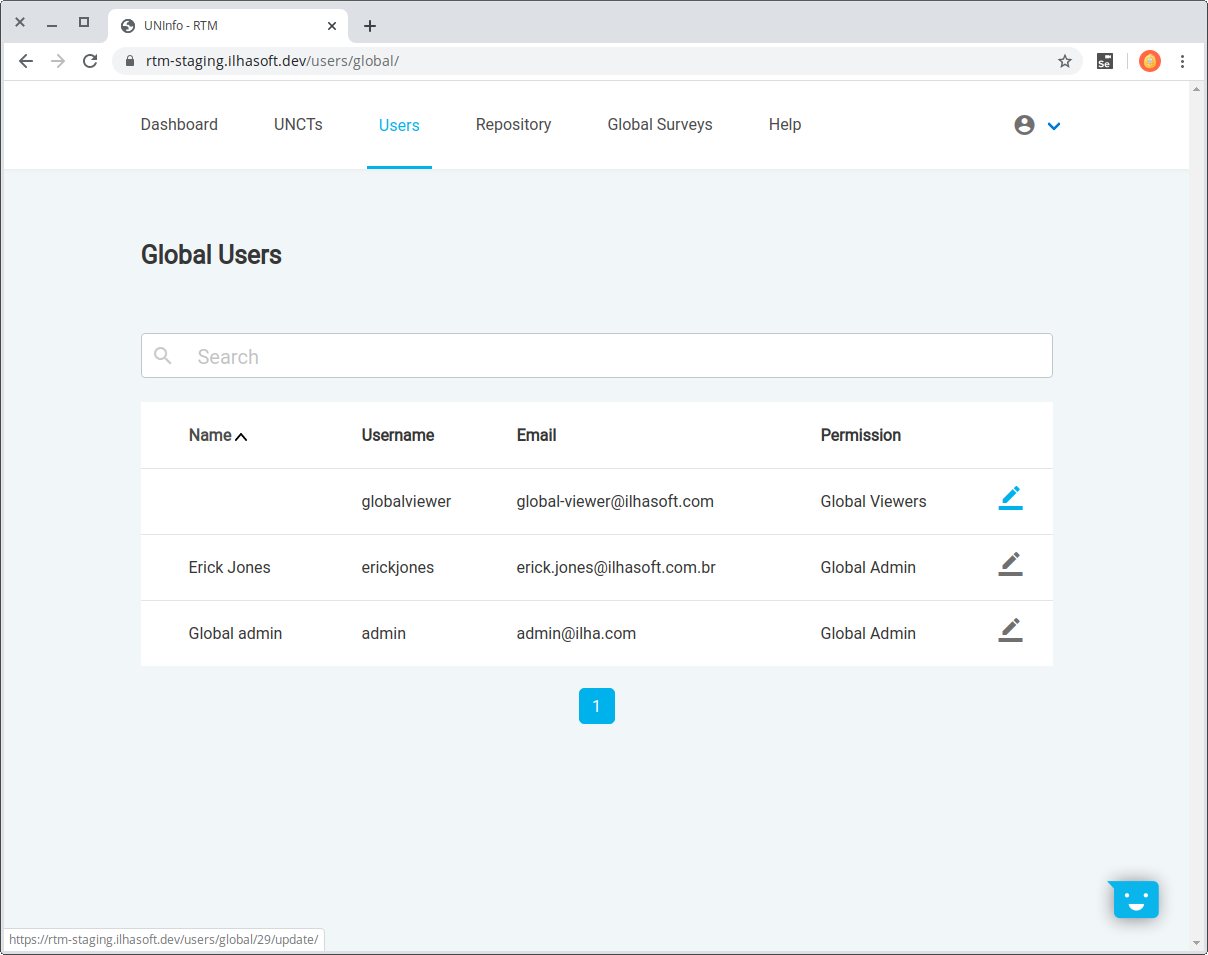 UNInfo - RTM
rtm-staging.ilhasoft.dev/users/global/
Se
Dashboard UNCTs Users Repository Global Surveys Help
Global Users
Search
Name Username Email Permission
globalviewer global-viewer@ilhasoft.com Global Viewers
Erick Jones erickjones erick.jones@ilhasoft.com.br Global Admin
Global admin admin admin@ilha.com Global Admin
1
https://rtm-staging.ilhasoft.dev/users/global/29/update/